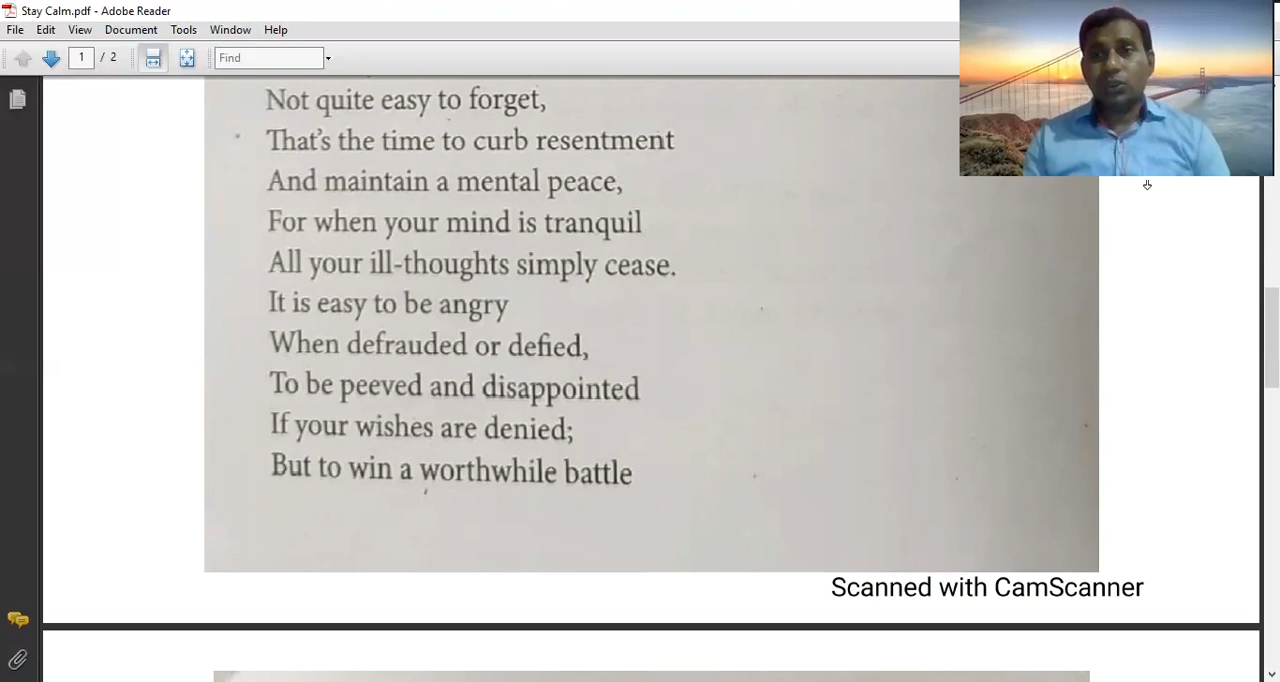 Stay Calm.pdf - Adobe Reader
File Edit View Document Tools Window Help
1 / 2 Find
Not quite easy to forget,
That's the time to curb resentment
And maintain a mental peace,
For when your mind is tranquil
All your ill-thoughts simply cease.
It is easy to be angry
When defrauded or defied,
To be peeved and disappointed
If your wishes are denied;
But to win a worthwhile battle
Scanned with CamScanner